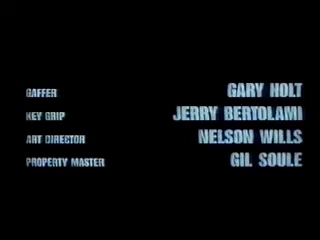 GAFFER GARY HOLT
KEY GRIP JERRY BERTOLAMI
ART DIRECTOR NELSON WILLS
PROPERTY MASTER GIL SOULE